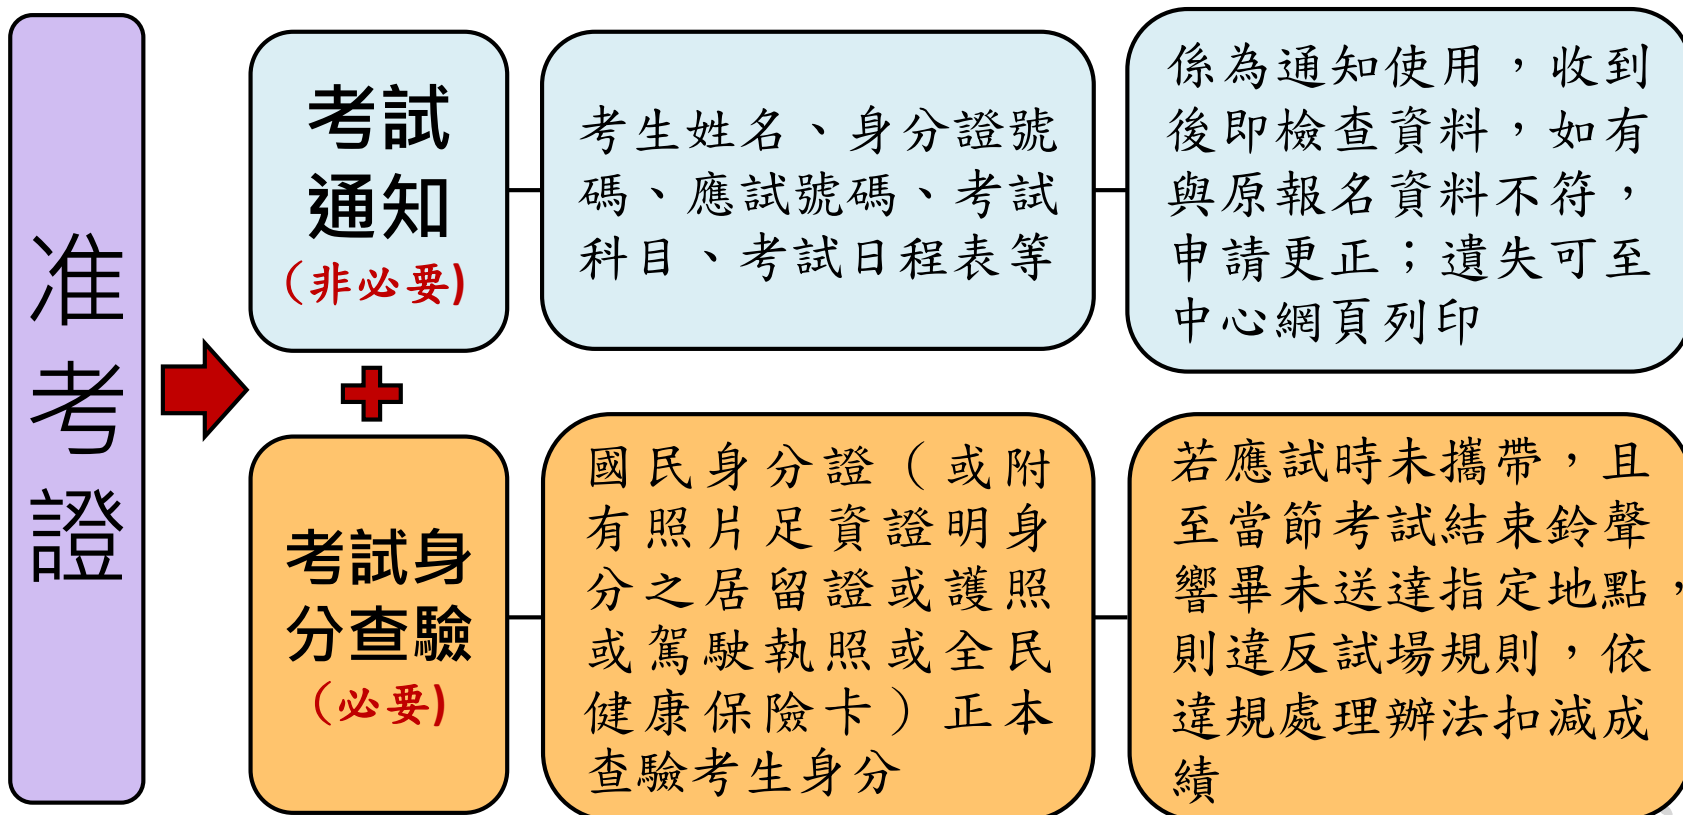 准
考
證
考試
通知
（非必要)
考生姓名、身分證號
碼、應試號碼、考試
科目、考試日程表等
係為通知使用，收到
後即檢查資料，如有
與原報名資料不符，
申請更正；遺失可至
中心網頁列印
考試身
分查驗
（必要)
國民身分證（或附
有照片足資證明身
分之居留證或護照
或駕駛執照或全民
健康保險卡）正本
查驗考生身分
若應試時未攜帶，且
至當節考試結束鈴聲
響畢未送達指定地點，
則違反試場規則，依
違規處理辦法扣減成
績